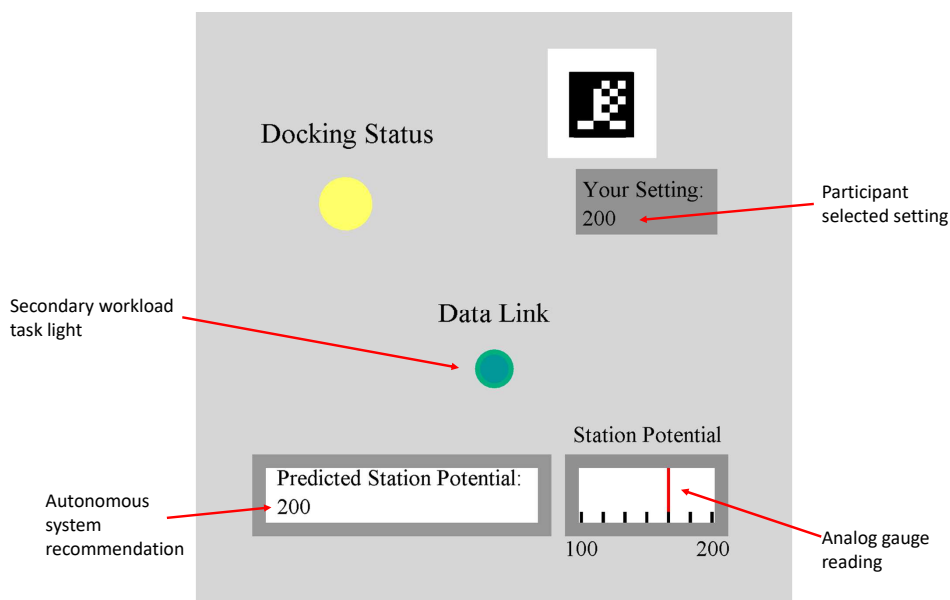 Docking Status
Your Setting:
200
Participant
selected setting
Secondary workload
task light
Data Link
Station Potential
Predicted Station Potential:
200
100
200
Autonomous
system
recommendation
Analog gauge
reading